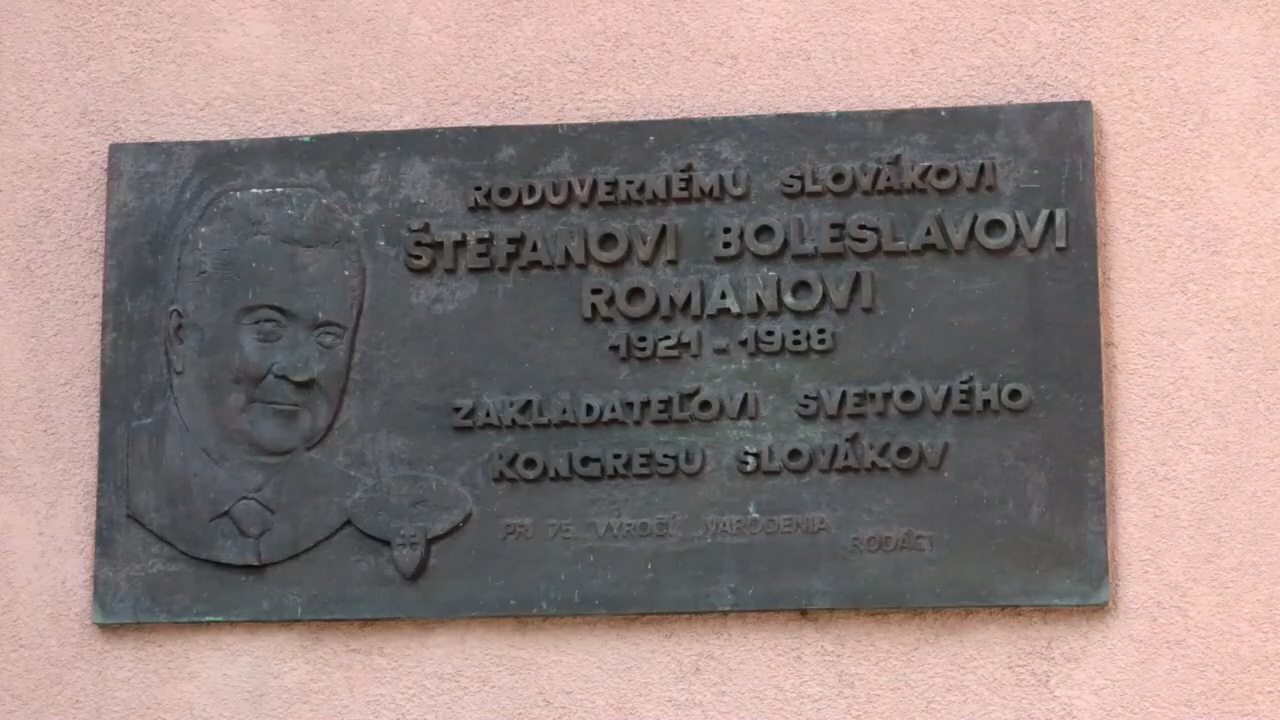 RODUVERNÉMU SLOVÁKOVI
ŠTEFANOVI BOLESLAVOVI
ROMANOVI
1921 - 1988
ZAKLADATEĽOVI SVETOVÉHO
KONGRESU SLOVÁKOV
PRI 75. VÝROČÍ NARODENIA
RODÁCI